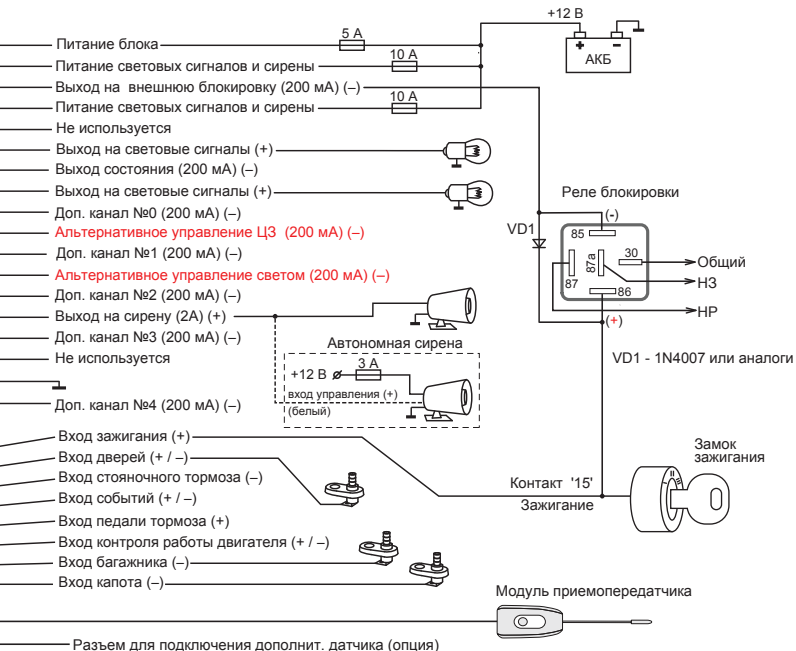 +12 В
АКБ
+ –
Питание блока
5 А
Питание световых сигналов и сирены
10 А
Выход на внешнюю блокировку (200 мА) (–)
Питание световых сигналов и сирены
10 А
Не используется
Выход на световые сигналы (+)
Выход состояния (200 мА) (–)
Выход на световые сигналы (+)
Доп. канал №0 (200 мА) (–)
Альтернативное управление ЦЗ (200 мА) (–)
Доп. канал №1 (200 мА) (–)
Альтернативное управление светом (200 мА) (–)
Доп. канал №2 (200 мА) (–)
Выход на сирену (2А) (+)
Доп. канал №3 (200 мА) (–)
Не используется
Доп. канал №4 (200 мА) (–)
Реле блокировки
(-)
VD1
85
30
87а
87
86
(+)
Общий
НЗ
НР
VD1 - 1N4007 или аналоги
Автономная сирена
+12 В
3 А
вход управления (+)
(белый)
Вход зажигания (+)
Вход дверей (+ / –)
Вход стояночного тормоза (–)
Вход событий (+ / –)
Вход педали тормоза (+)
Вход контроля работы двигателя (+ / –)
Вход багажника (–)
Вход капота (–)
Контакт '15'
Зажигание
Замок
зажигания
I II III
Модуль приемопередатчика
Разъем для подключения дополнит. датчика (опция)